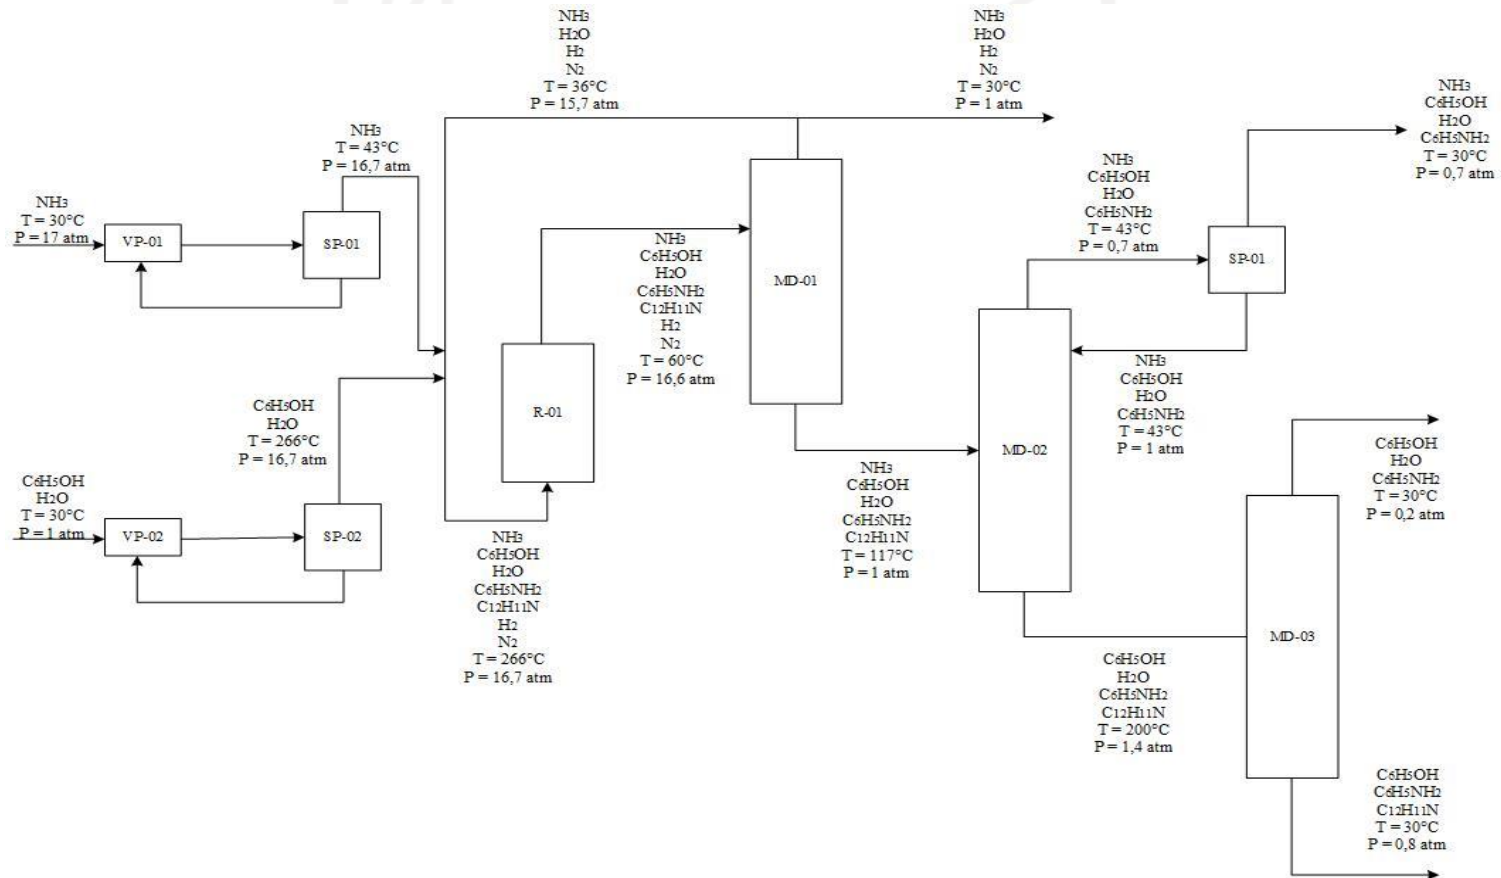 NH3
H2O
H2
N2
T = 36°C
P = 15,7 atm
NH3
H2O
H2
N2
T = 30°C
P = 1 atm
NH3
C6H5OH
H2O
C6H5NH2
T = 30°C
P = 0,7 atm
NH3
T = 43°C
P = 16,7 atm
NH3
C6H5OH
H2O
C6H5NH2
T = 43°C
P = 0,7 atm
NH3
T = 30°C
P = 17 atm
VP-01
SP-01
NH3
C6H5OH
H2O
C6H5NH2
C12H11N
H2
N2
T = 60°C
P = 16,6 atm
MD-01
SP-01
NH3
C6H5OH
H2O
C6H5NH2
T = 43°C
P = 1 atm
R-01
C6H5OH
H2O
T = 266°C
P = 16,7 atm
MD-02
NH3
C6H5OH
H2O
C6H5NH2
C12H11N
T = 117°C
P = 1 atm
C6H5OH
H2O
C6H5NH2
T = 30°C
P = 0,2 atm
C6H5OH
H2O
T = 30°C
P = 1 atm
VP-02
SP-02
NH3
C6H5OH
H2O
C6H5NH2
C12H11N
H2
N2
T = 266°C
P = 16,7 atm
MD-03
C6H5OH
H2O
C6H5NH2
C12H11N
T = 200°C
P = 1,4 atm
C6H5OH
C6H5NH2
C12H11N
T = 30°C
P = 0,8 atm